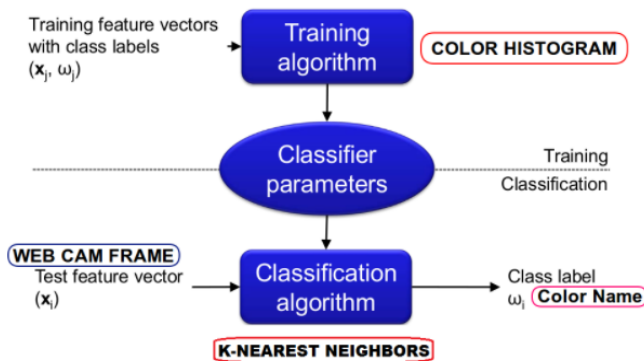 Training feature vectors
with class labels
(xⱼ, ωⱼ)
Training
algorithm
COLOR HISTOGRAM
Classifier
parameters
Training
Classification
WEB CAM FRAME
Test feature vector
(xᵢ)
Classification
algorithm
Class label
ωᵢ Color Name
K-NEAREST NEIGHBORS